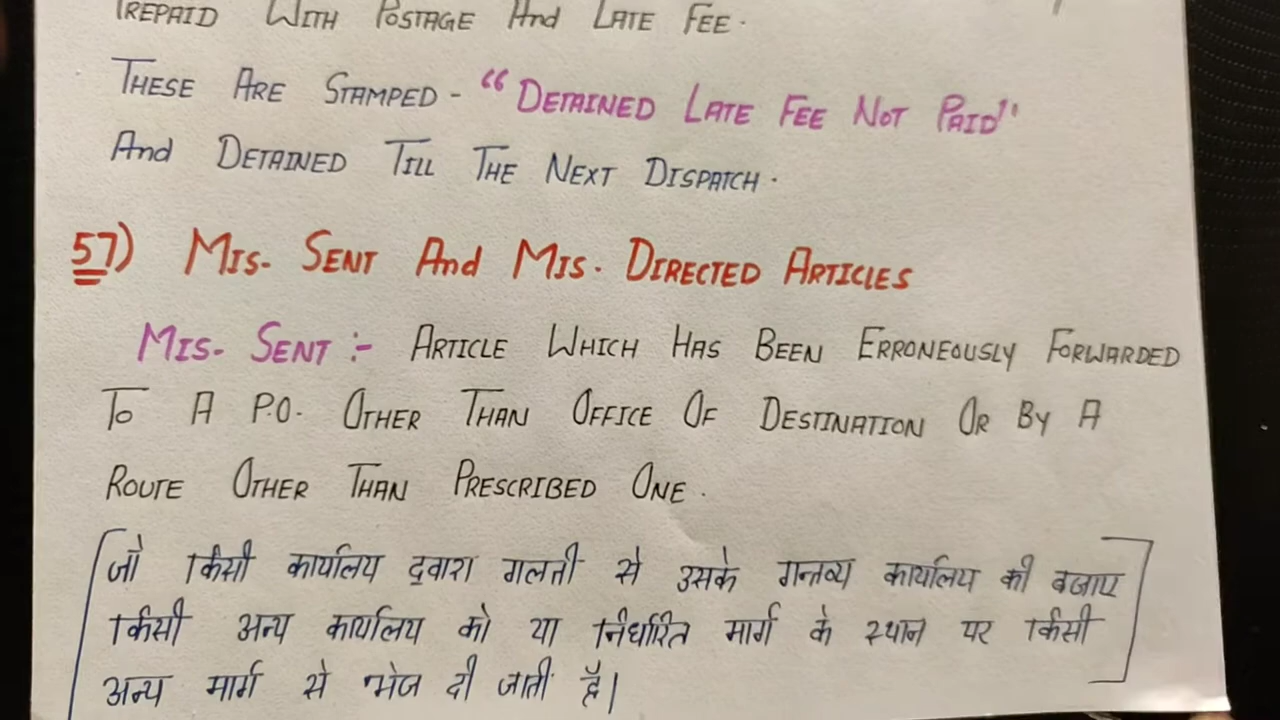 PREPAID WITH POSTAGE And LATE FEE.
THESE ARE STAMPED - "DETAINED LATE FEE NOT PAID"
And DETAINED TILL THE NEXT DISPATCH.
57) MIS- SENT And MIS- DIRECTED ARTICLES
MIS- SENT :- ARTICLE WHICH HAS BEEN ERRONEOUSLY FORWARDED
TO A P.O. OTHER THAN OFFICE OF DESTINATION OR BY A
ROUTE OTHER THAN PRESCRIBED ONE.
[जो किसी कार्यालय द्वारा गलती से उसके गन्तव्य कार्यालय की बजाए
किसी अन्य कार्यालय को या निर्धारित मार्ग के स्थान पर किसी
अन्य मार्ग से भेज दी जाती है।]